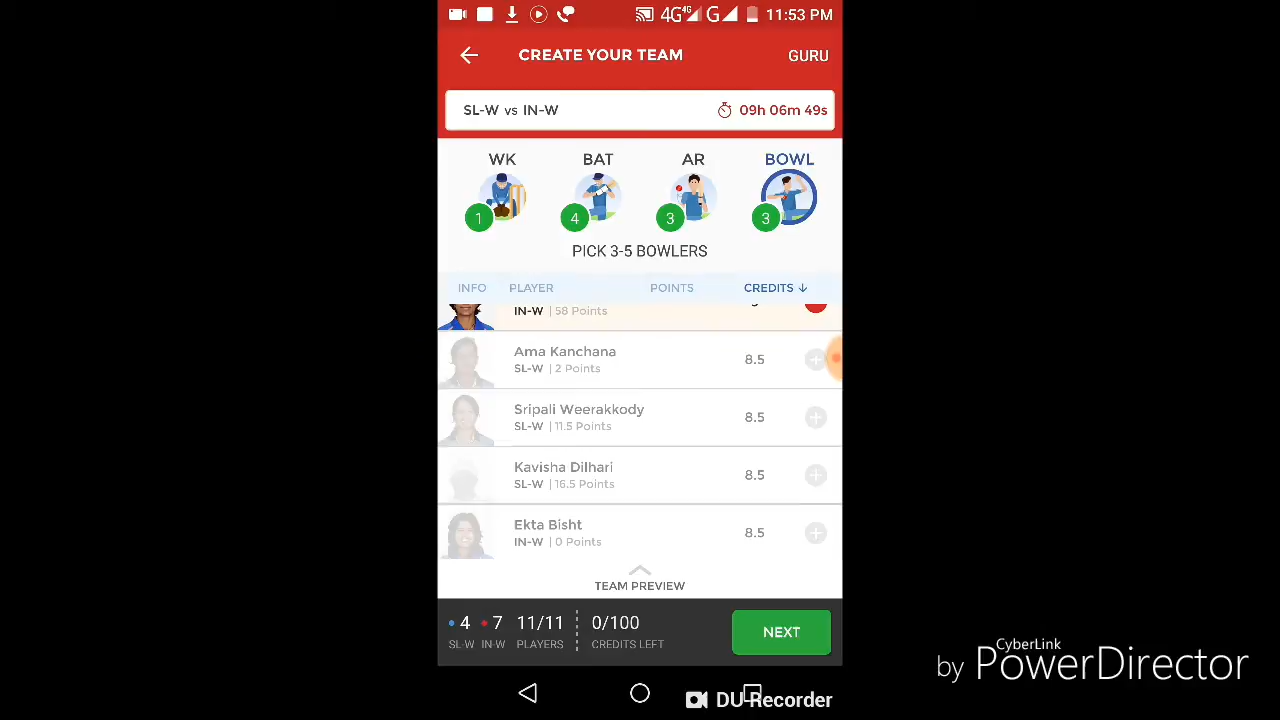 4G 4G G 11:53 PM
CREATE YOUR TEAM GURU
SL-W vs IN-W 09h 06m 49s
WK BAT AR BOWL
1 4 3 3
PICK 3-5 BOWLERS
INFO PLAYER POINTS CREDITS ↓
IN-W | 58 Points
Ama Kanchana
SL-W | 2 Points 8.5
Sripali Weerakkody
SL-W | 11.5 Points 8.5
Kavisha Dilhari
SL-W | 16.5 Points 8.5
Ekta Bisht
IN-W | 0 Points 8.5
TEAM PREVIEW
4 7 11/11 0/100 NEXT
SL-W IN-W PLAYERS CREDITS LEFT
DU Recorder
CyberLink
by PowerDirector